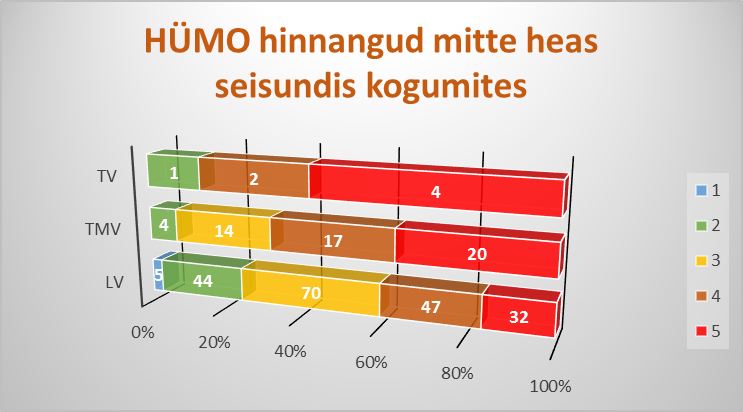 HÜMO hinnangud mitte heas
seisundis kogumites
TV
1 2 4
TMV
4 14 17 20
LV
5 44 70 47 32
0%
20%
40%
60%
80%
100%
1
2
3
4
5